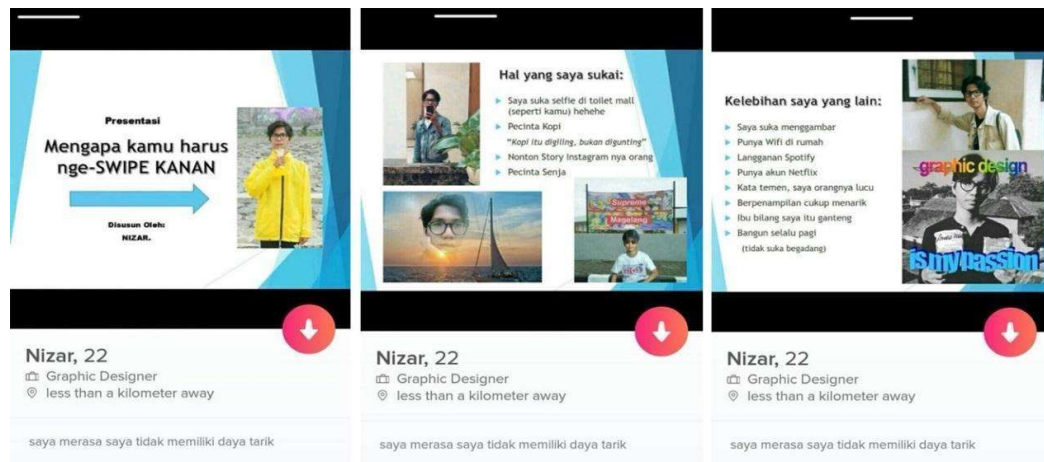 Presentasi
Mengapa kamu harus
nge-SWIPE KANAN
Disusun Oleh:
NIZAR.
Nizar, 22
Graphic Designer
less than a kilometer away
saya merasa saya tidak memiliki daya tarik
Hal yang saya sukai:
Saya suka selfie di toilet mall
(seperti kamu) hehehe
Pecinta Kopi
"Kopi itu digiling, bukan digunting"
Nonton Story Instagram nya orang
Pecinta Senja
Supreme
Magelang
Nizar, 22
Graphic Designer
less than a kilometer away
saya merasa saya tidak memiliki daya tarik
Kelebihan saya yang lain:
Saya suka menggambar
Punya Wifi di rumah
Langganan Spotify
Punya akun Netflix
Kata temen, saya orangnya lucu
Berpenampilan cukup menarik
Ibu bilang saya itu ganteng
Bangun selalu pagi
(tidak suka begadang)
graphic design
is my passion
Nizar, 22
Graphic Designer
less than a kilometer away
saya merasa saya tidak memiliki daya tarik